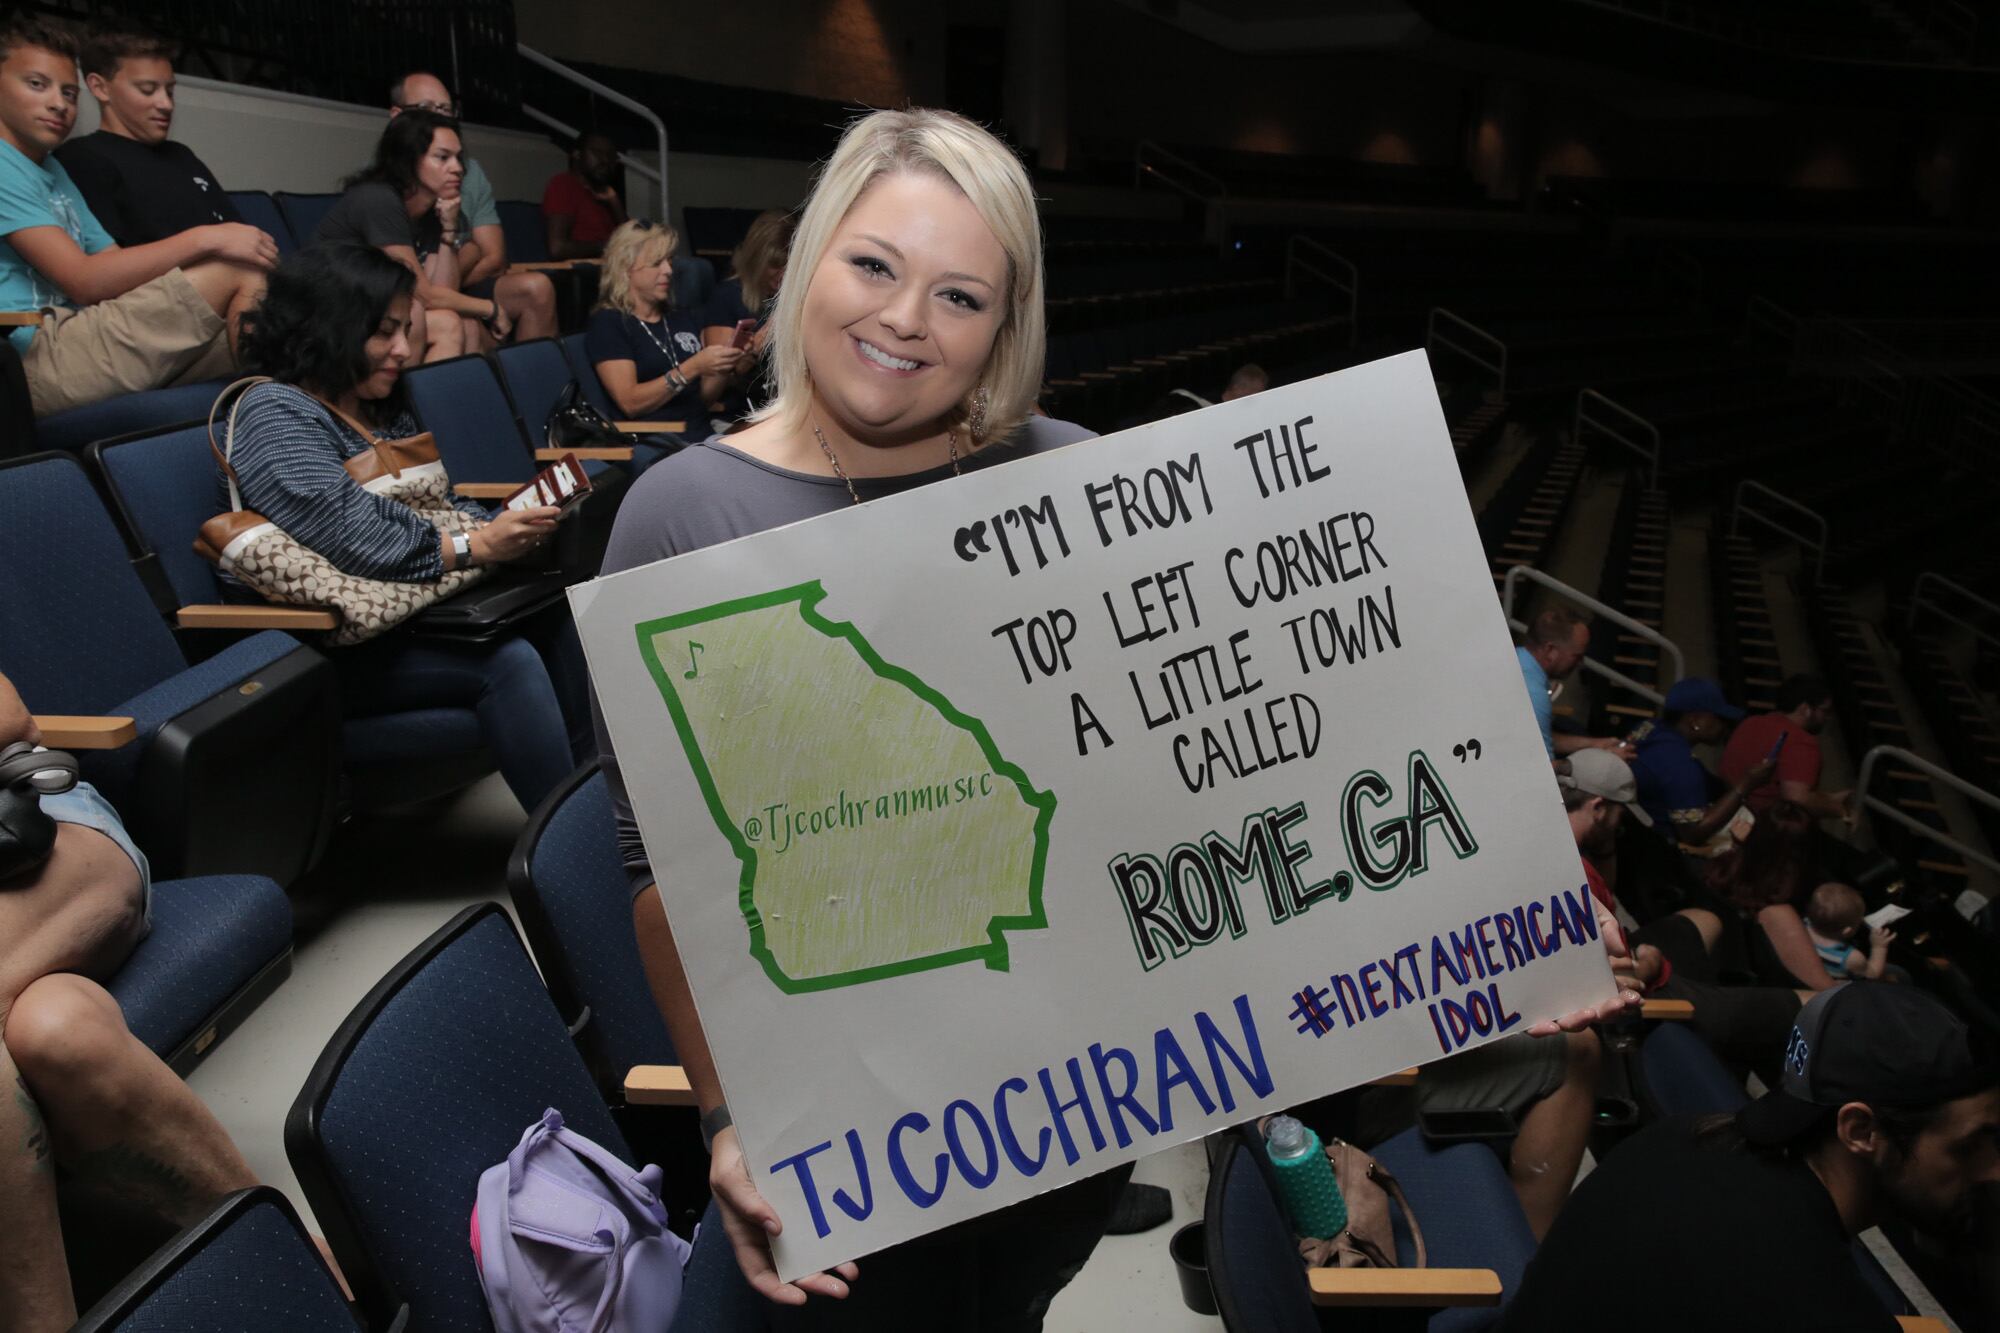 “I'M FROM THE
TOP LEFT CORNER
A LITTLE TOWN
CALLED
ROME, GA”
@Tjcochranmusic
#NEXTAMERICAN
IDOL
TJ COCHRAN